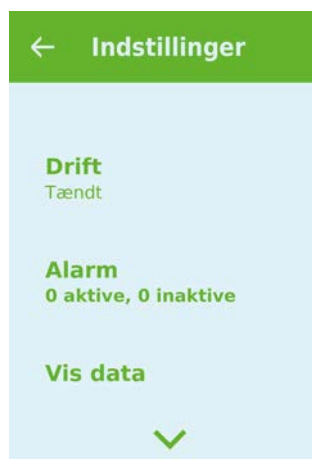 Indstillinger
Drift
Tændt
Alarm
0 aktive, 0 inaktive
Vis data